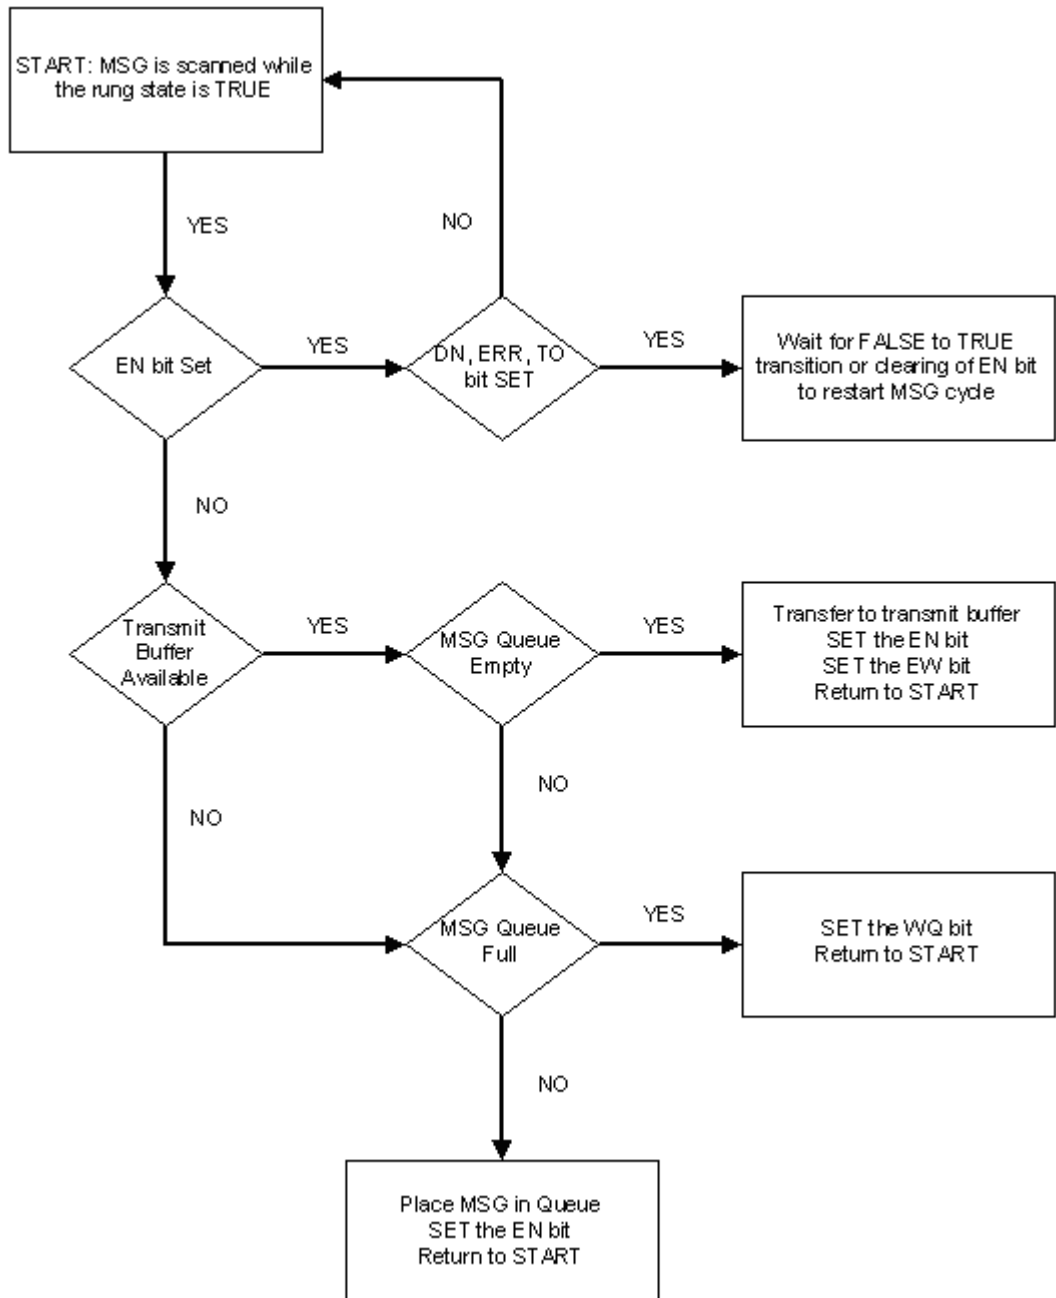 START: MSG is scanned while
the rung state is TRUE
YES
NO
EN bit Set
YES
DN, ERR, TO
bit SET
YES
Wait for FALSE to TRUE
transition or clearing of EN bit
to restart MSG cycle
NO
Transmit
Buffer
Available
YES
MSG Queue
Empty
YES
Transfer to transmit buffer
SET the EN bit
SET the EW bit
Return to START
NO
NO
MSG Queue
Full
YES
SET the WQ bit
Return to START
NO
Place MSG in Queue
SET the EN bit
Return to START